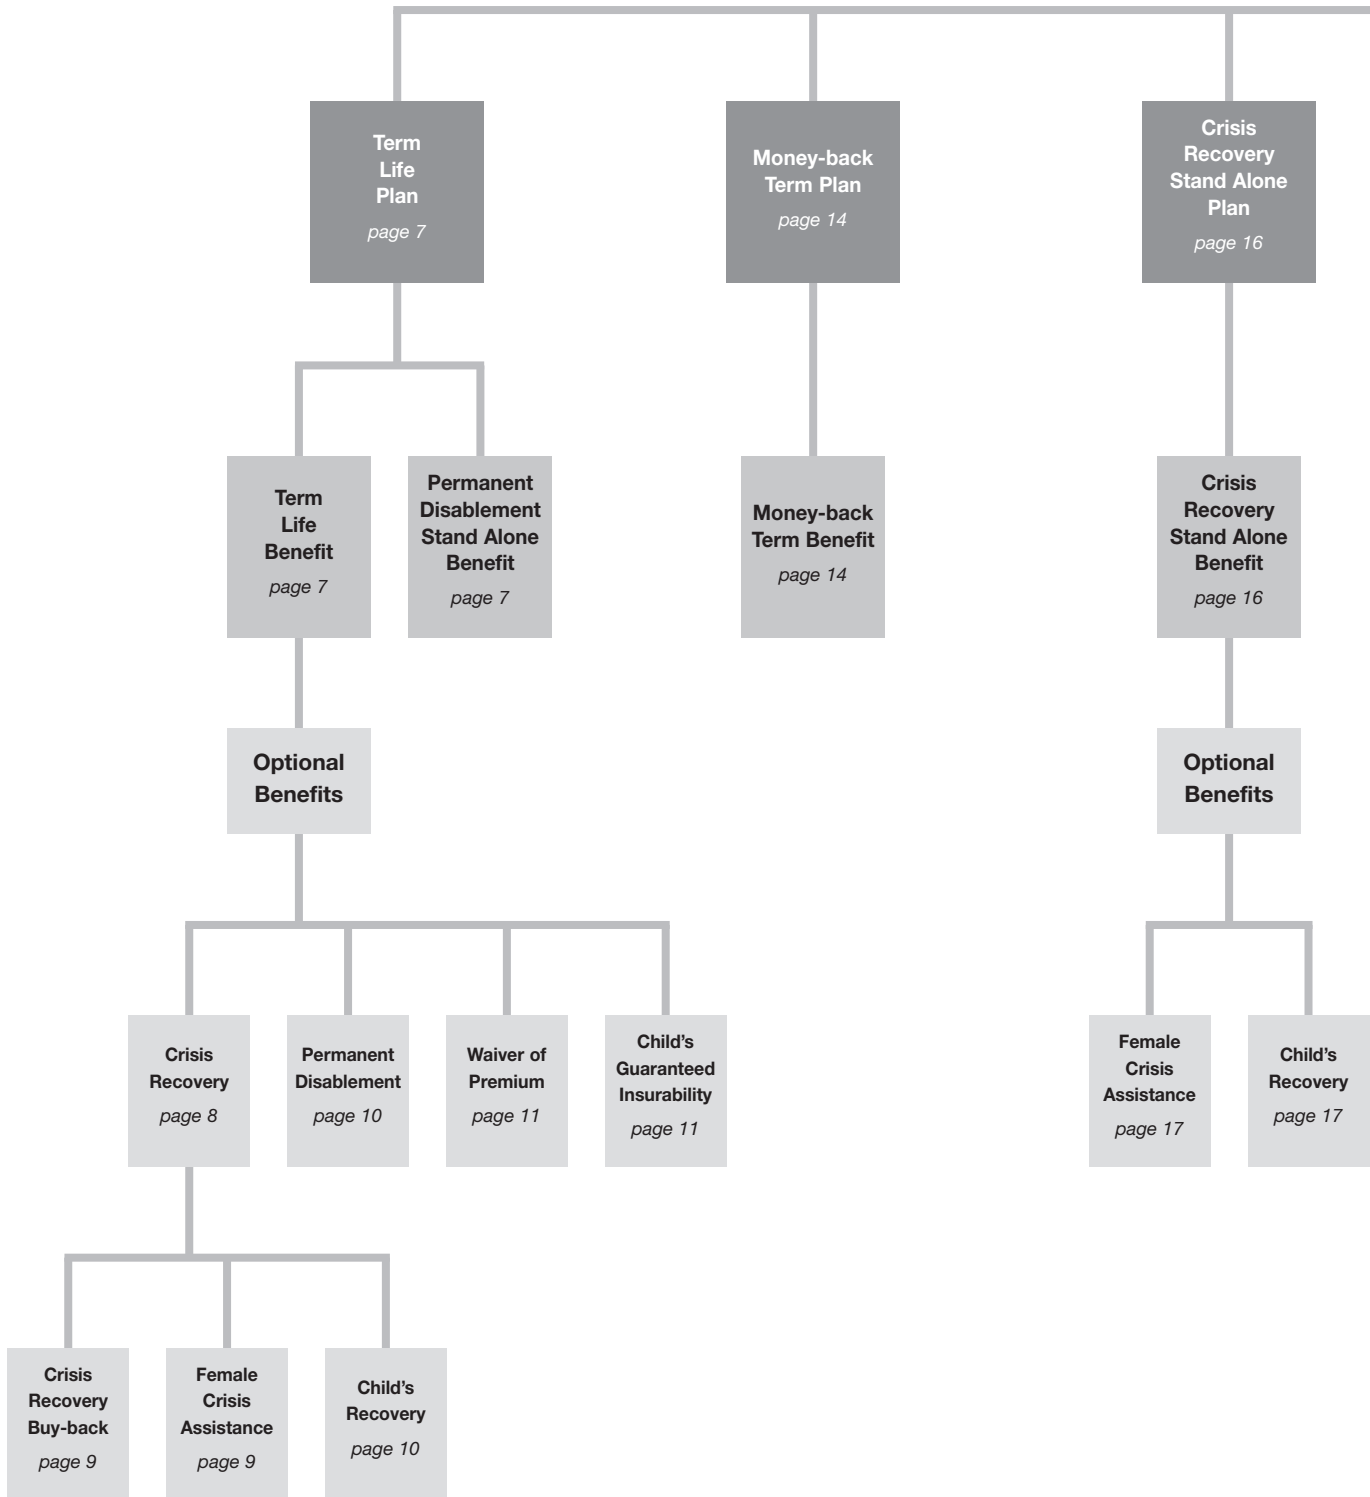 Term
Life
Plan
page 7
Money-back
Term Plan
page 14
Crisis
Recovery
Stand Alone
Plan
page 16
Term
Life
Benefit
page 7
Permanent
Disablement
Stand Alone
Benefit
page 7
Money-back
Term Benefit
page 14
Crisis
Recovery
Stand Alone
Benefit
page 16
Optional
Benefits
Optional
Benefits
Crisis
Recovery
page 8
Permanent
Disablement
page 10
Waiver of
Premium
page 11
Child’s
Guaranteed
Insurability
page 11
Female
Crisis
Assistance
page 17
Child’s
Recovery
page 17
Crisis
Recovery
Buy-back
page 9
Female
Crisis
Assistance
page 9
Child’s
Recovery
page 10